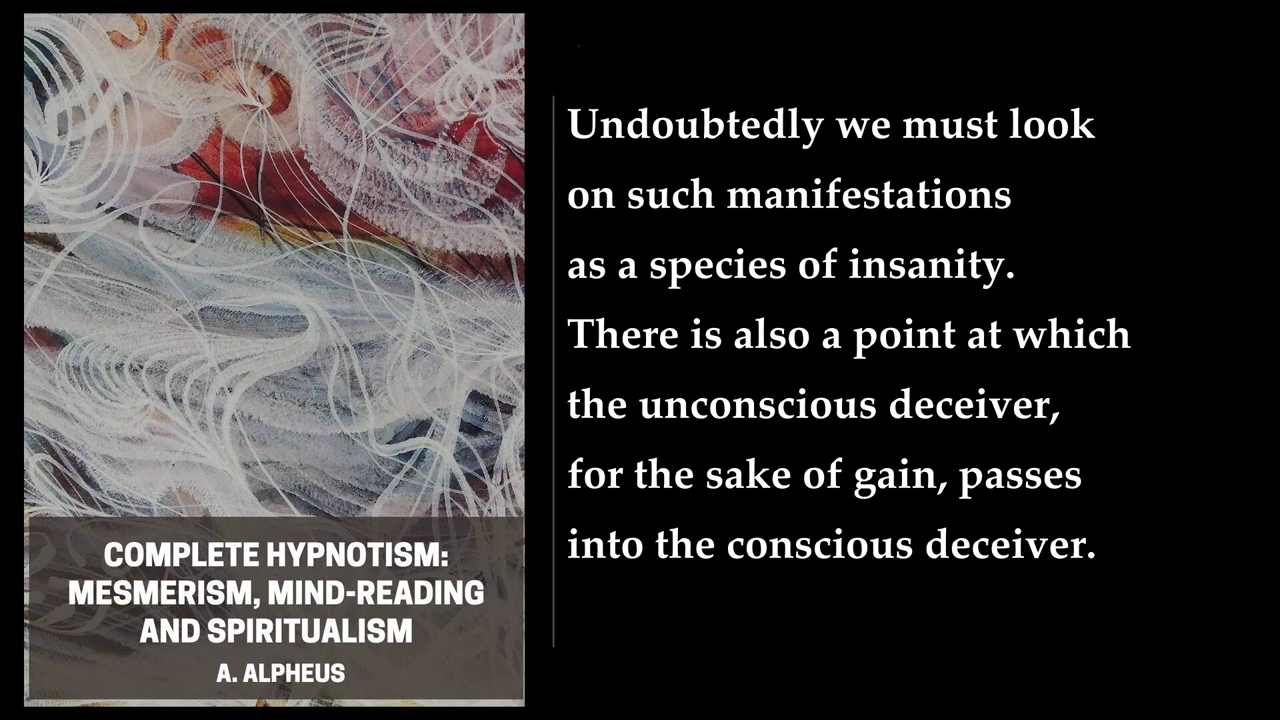 Undoubtedly we must look
on such manifestations
as a species of insanity.
There is also a point at which
the unconscious deceiver,
for the sake of gain, passes
into the conscious deceiver.
COMPLETE HYPNOTISM:
MESMERISM, MIND-READING
AND SPIRITUALISM
A. ALPHEUS